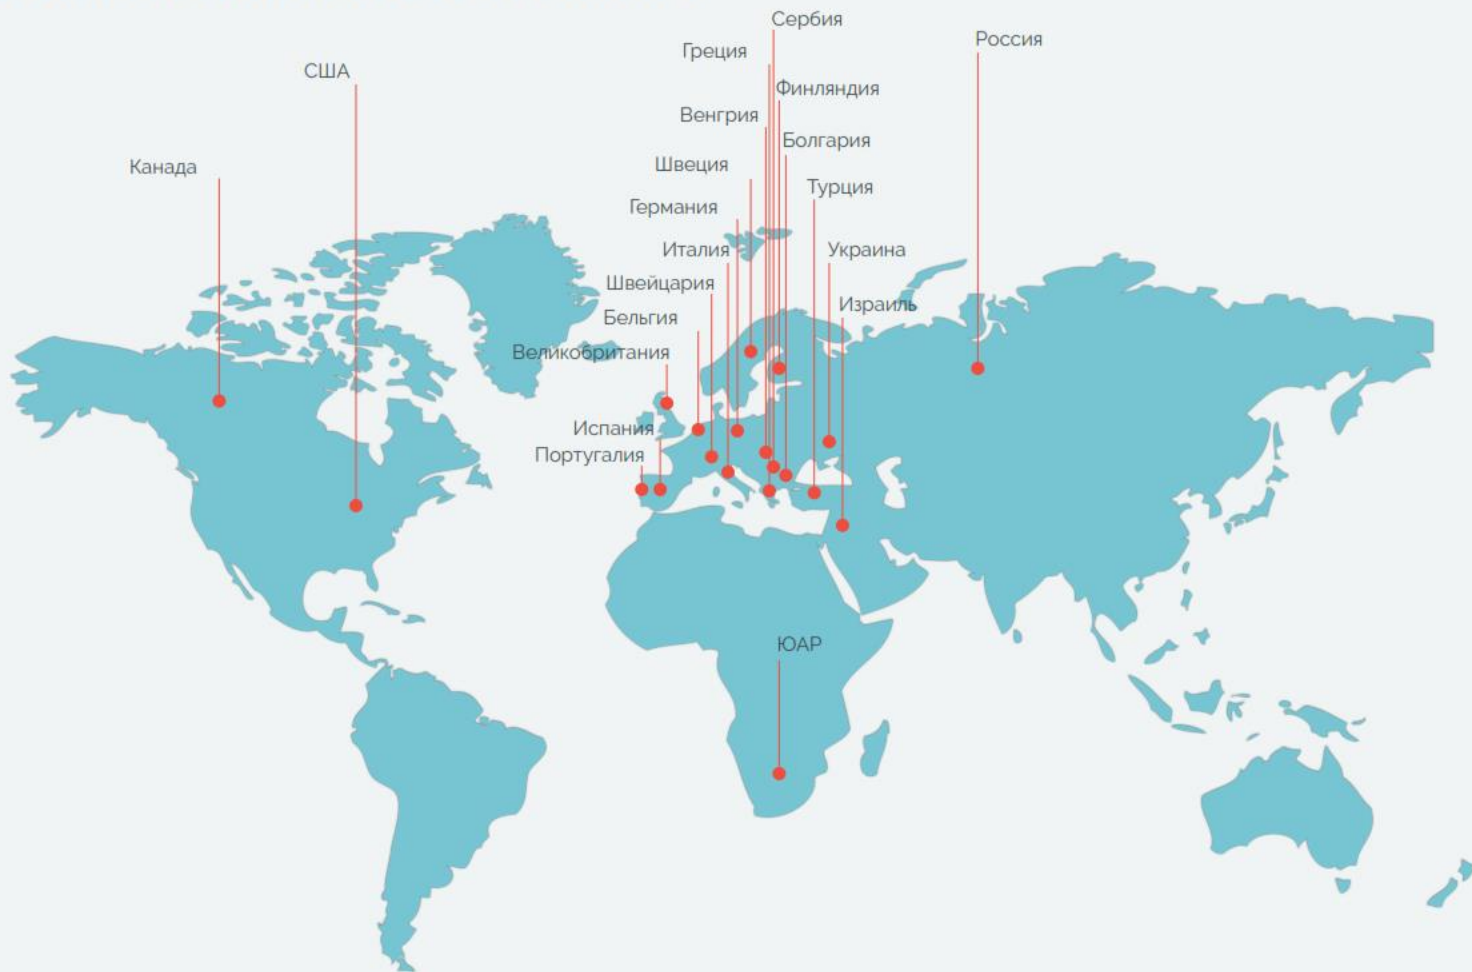 Сербия
Россия
Греция
США
Финляндия
Венгрия
Болгария
Швеция
Канада
Турция
Германия
Италия
Украина
Швейцария
Израиль
Бельгия
Великобритания
Испания
Португалия
ЮАР